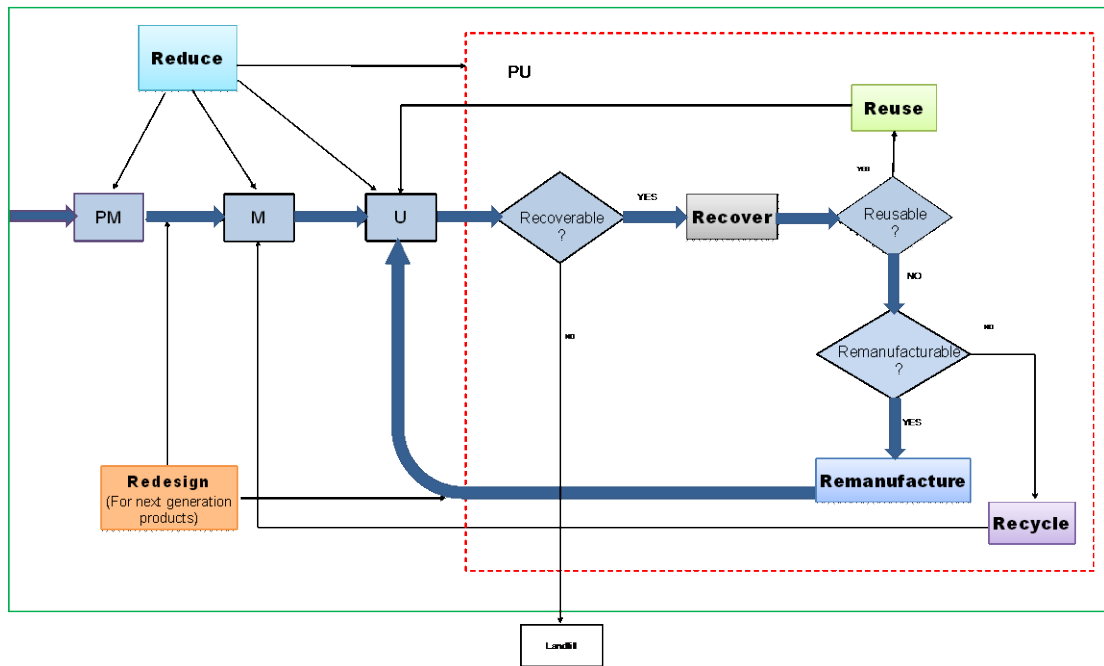 Reduce
PU
Reuse
YES
PM
M
U
Recoverable
?
YES
Recover
Reusable
?
NO
NO
NO
Remanufacturable
?
YES
Redesign
(For next generation
products)
Remanufacture
Recycle
Landfill